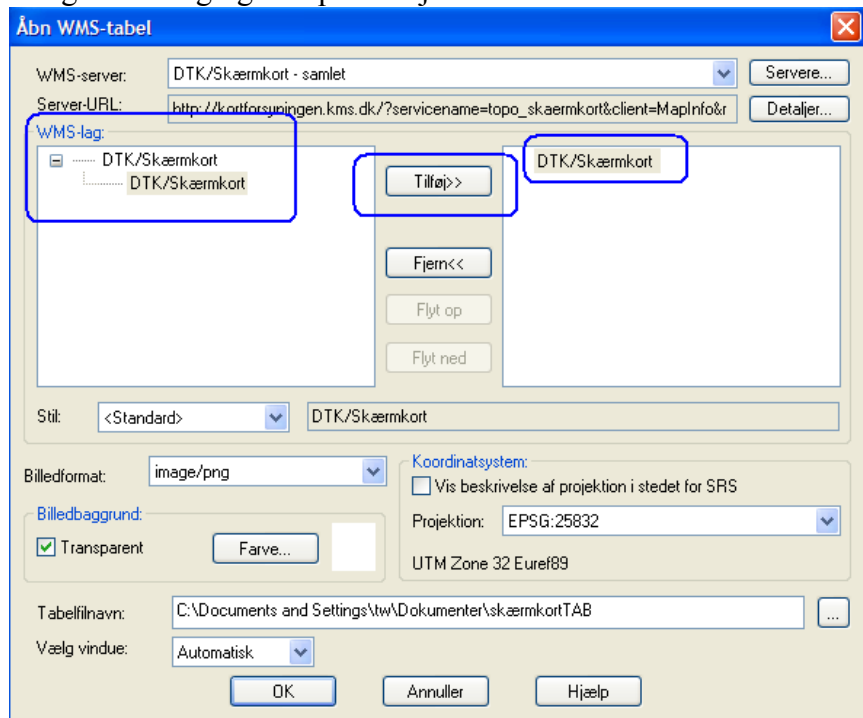 Åbn WMS-tabel
WMS-server: DTK/Skærmkort - samlet Servere...
Server-URL: http://kortforsyningen.kms.dk/?servicename=topo_skaermkort&client=MapInfo&r Detaljer...
WMS-lag:
DTK/Skærmkort
DTK/Skærmkort
Tilføj>>
DTK/Skærmkort
Fjern<<
Flyt op
Flyt ned
Stil: <Standard> DTK/Skærmkort
Billedformat: image/png
Koordinatsystem:
Vis beskrivelse af projektion i stedet for SRS
Billedbaggrund:
Projektion: EPSG:25832
Transparent Farve...
UTM Zone 32 Euref89
Tabelfilnavn: C:\Documents and Settings\tw\Dokumenter\skærmkortTAB ...
Vælg vindue: Automatisk
OK Annuller Hjælp